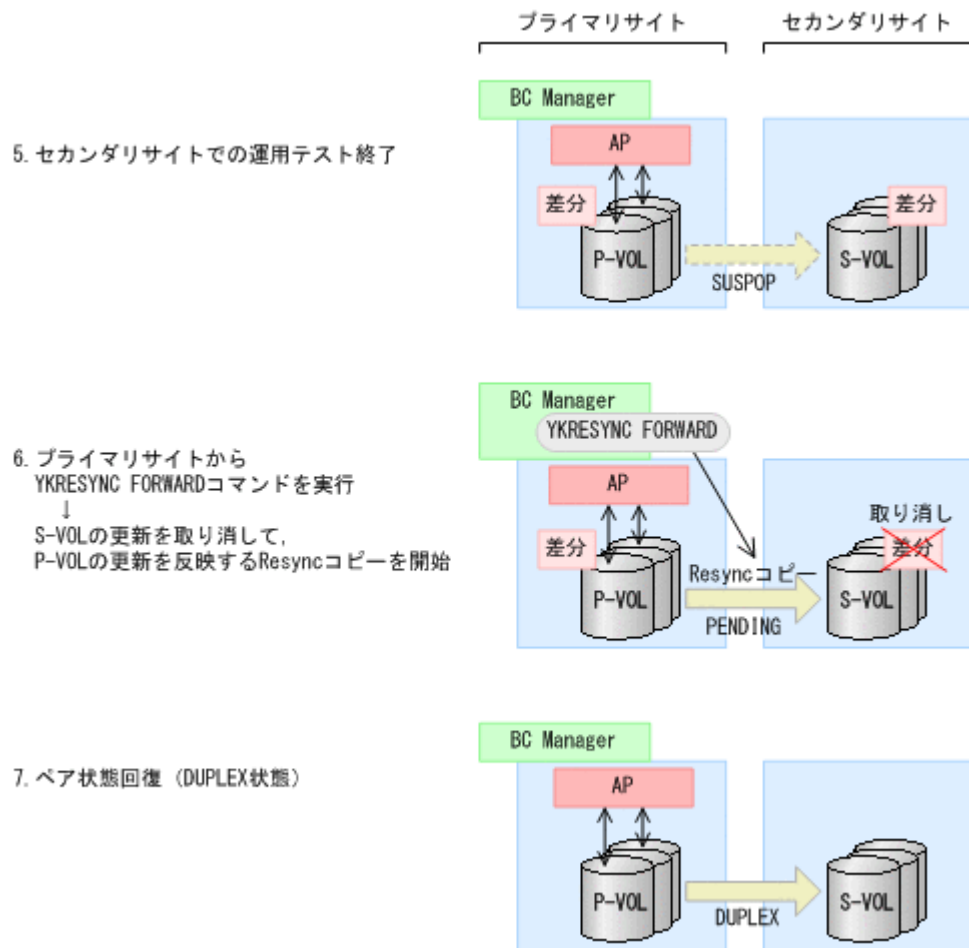 プライマリサイト
セカンダリサイト
5. セカンダリサイトでの運用テスト終了
BC Manager
AP
差分
P-VOL
SUSPOP
差分
S-VOL
6. プライマリサイトから
YKRESYNC FORWARDコマンドを実行
↓
S-VOLの更新を取り消して,
P-VOLの更新を反映するResyncコピーを開始
BC Manager
YKRESYNC FORWARD
AP
差分
P-VOL
Resyncコピー
PENDING
取り消し
差分
S-VOL
7. ペア状態回復 (DUPLEX状態)
BC Manager
AP
P-VOL
DUPLEX
S-VOL